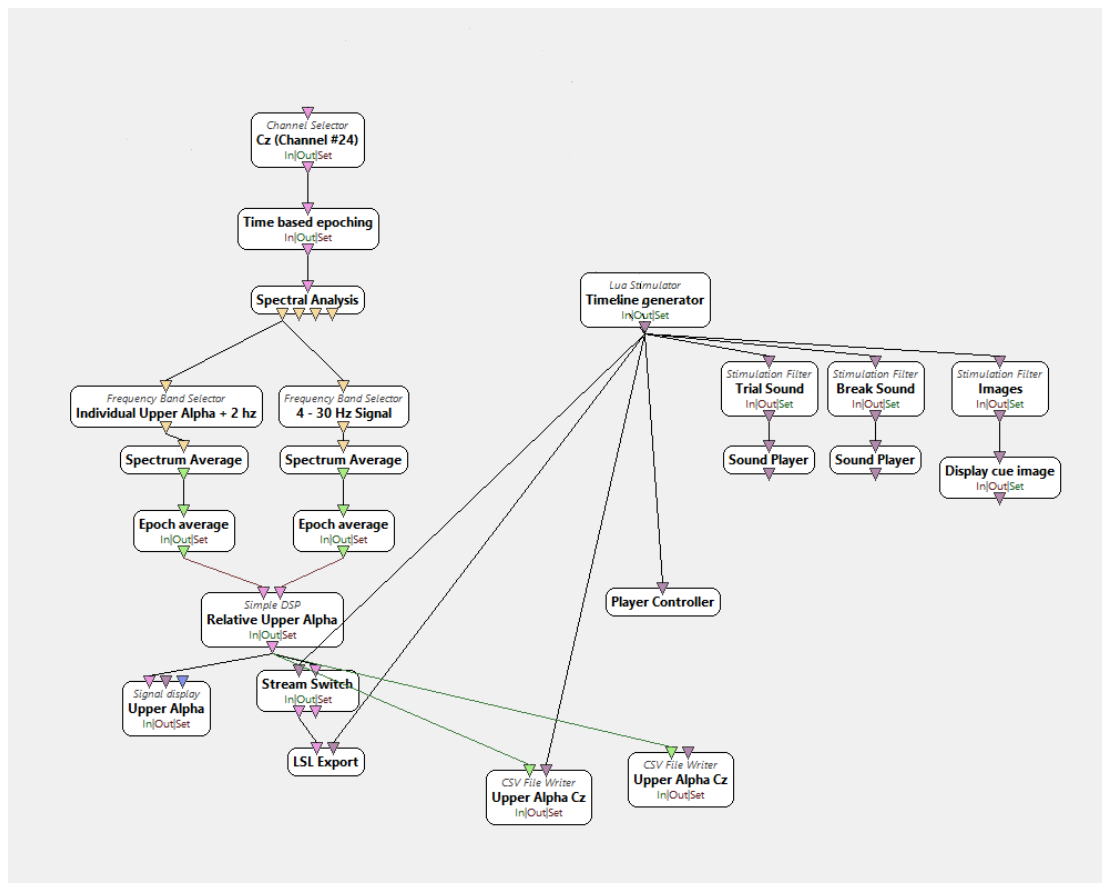 Channel Selector
Cz (Channel #24)
In|Out|Set
Time based epoching
In|Out|Set
Spectral Analysis
Lua Stimulator
Timeline generator
In|Out|Set
Frequency Band Selector
Individual Upper Alpha + 2 hz
In|Out|Set
Frequency Band Selector
4 - 30 Hz Signal
In|Out|Set
Stimulation Filter
Trial Sound
In|Out|Set
Stimulation Filter
Break Sound
In|Out|Set
Stimulation Filter
Images
In|Out|Set
Spectrum Average
Spectrum Average
Sound Player
Sound Player
Display cue image
In|Out|Set
Epoch average
In|Out|Set
Epoch average
In|Out|Set
Simple DSP
Relative Upper Alpha
In|Out|Set
Player Controller
Signal display
Upper Alpha
In|Out|Set
Stream Switch
In|Out|Set
LSL Export
CSV File Writer
Upper Alpha Cz
In|Out|Set
CSV File Writer
Upper Alpha Cz
In|Out|Set